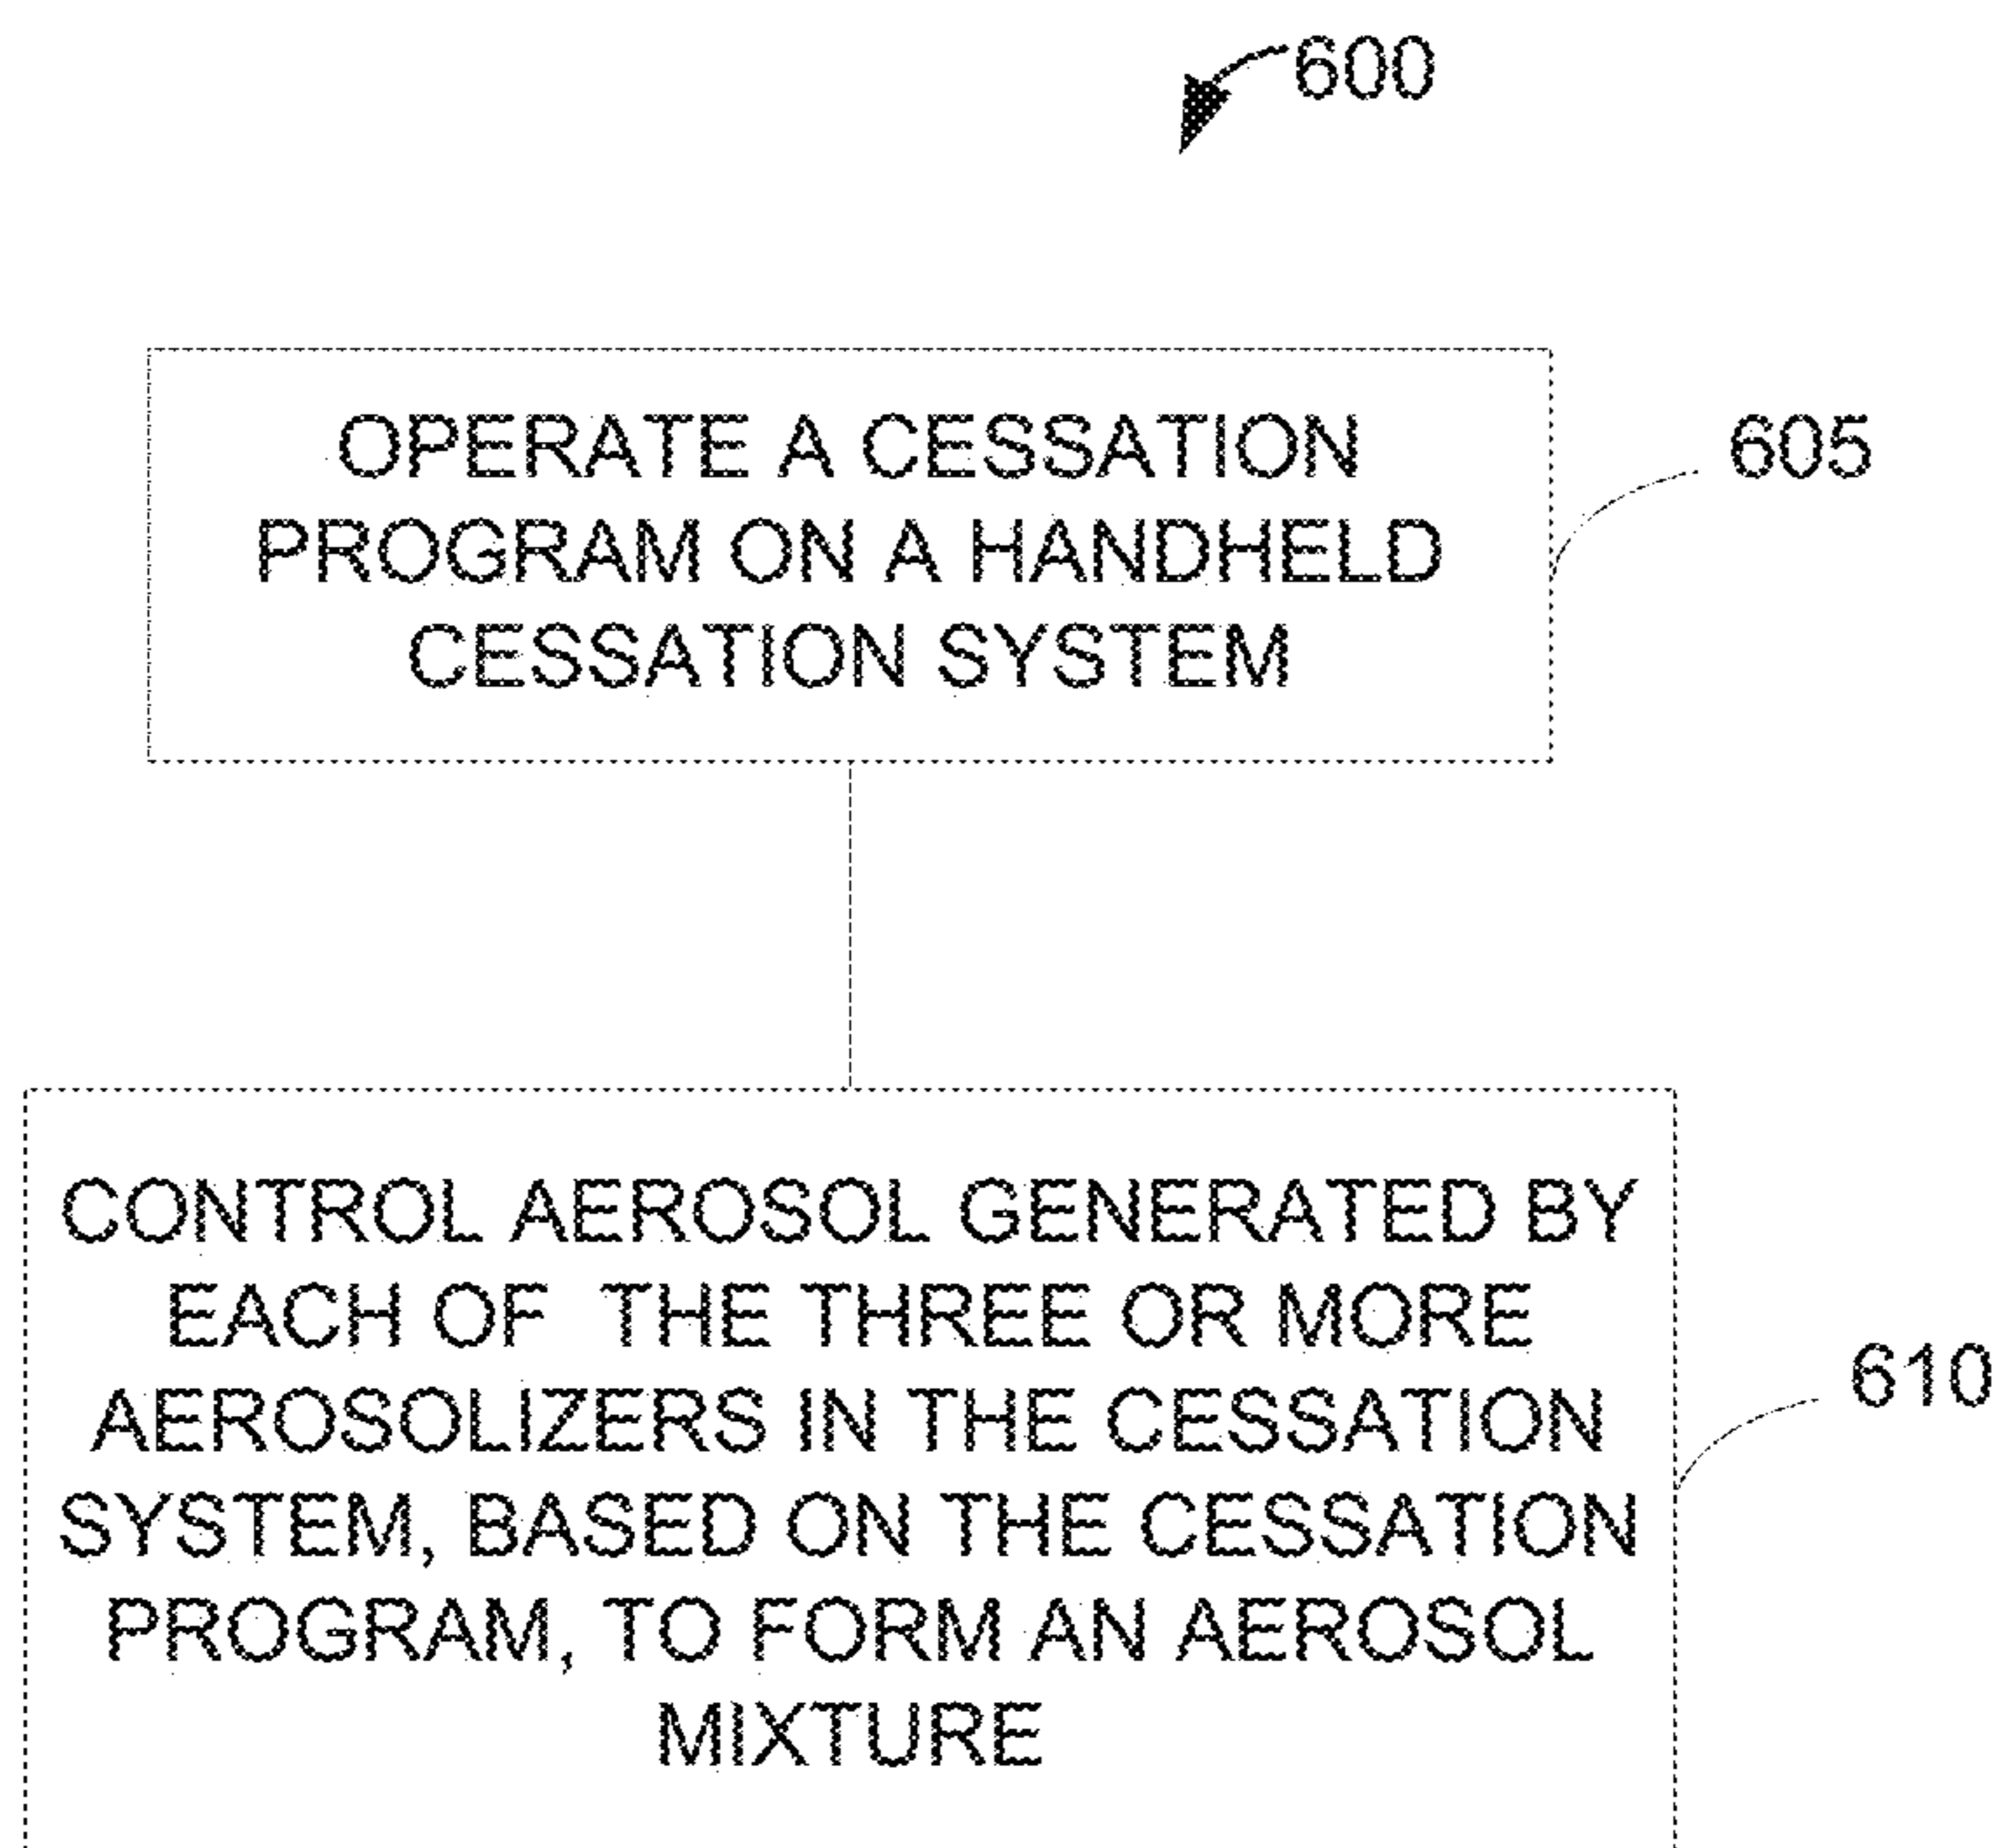 600
OPERATE A CESSATION
PROGRAM ON A HANDHELD
CESSATION SYSTEM
605
CONTROL AEROSOL GENERATED BY
EACH OF THE THREE OR MORE
AEROSOLIZERS IN THE CESSATION
SYSTEM, BASED ON THE CESSATION
PROGRAM, TO FORM AN AEROSOL
MIXTURE
610